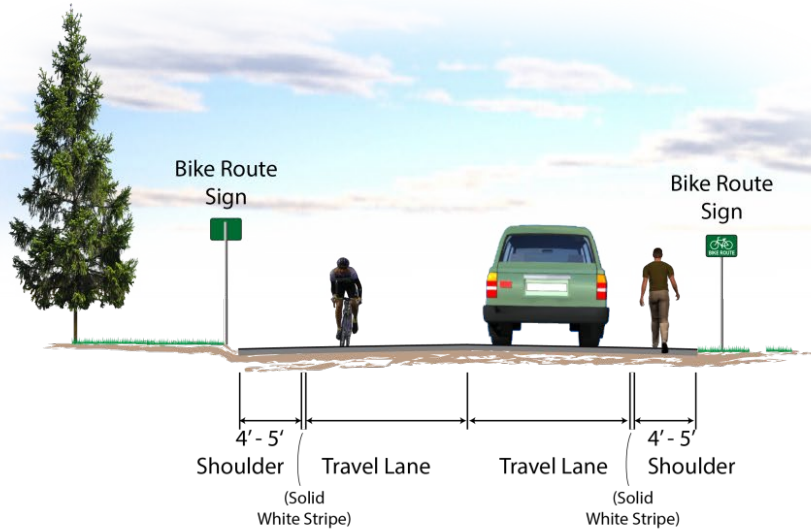 Bike Route
Sign
Bike Route
Sign
BIKE ROUTE
4' - 5'
Shoulder
Travel Lane
Travel Lane
4' - 5'
Shoulder
(Solid
White Stripe)
(Solid
White Stripe)